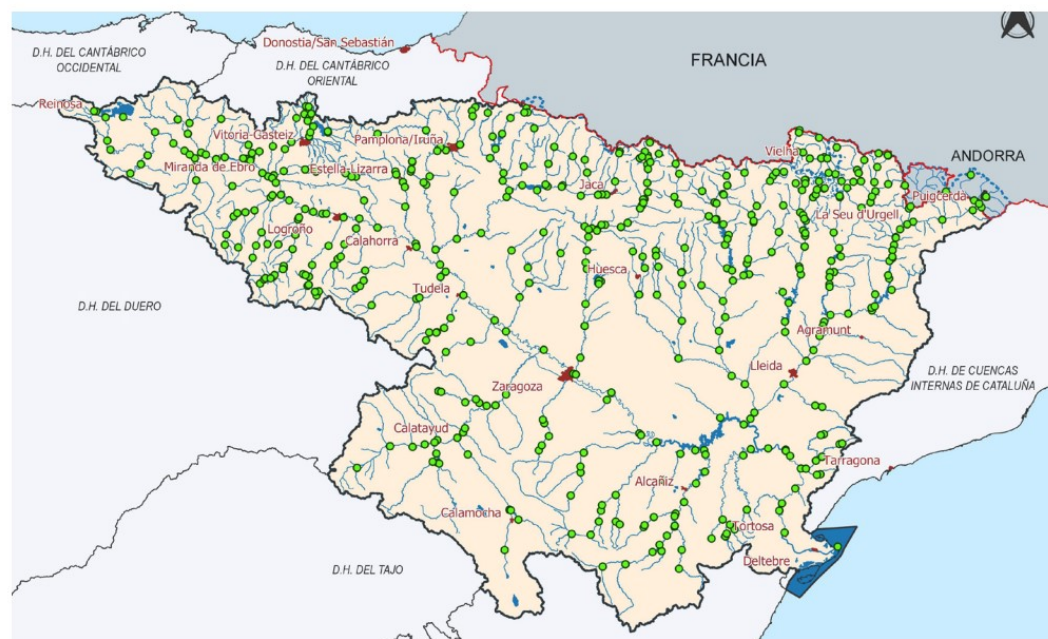 Donostia/San Sebastián
D.H. DEL CANTÁBRICO
OCCIDENTAL
D.H. DEL CANTÁBRICO
ORIENTAL
FRANCIA
Reinosa
Vitoria-Gasteiz
Pamplona/Iruña
Vielha
ANDORRA
Miranda de Ebro
Estella-Lizarra
Jaca
Puigcerdà
La Seu d'Urgell
Logroño
Calahorra
Huesca
Tudela
D.H. DEL DUERO
Agramunt
Lleida
D.H. DE CUENCAS
INTERNAS DE CATALUÑA
Zaragoza
Calatayud
Tarragona
Alcañiz
Calamocha
Tortosa
Deltebre
D.H. DEL TAJO